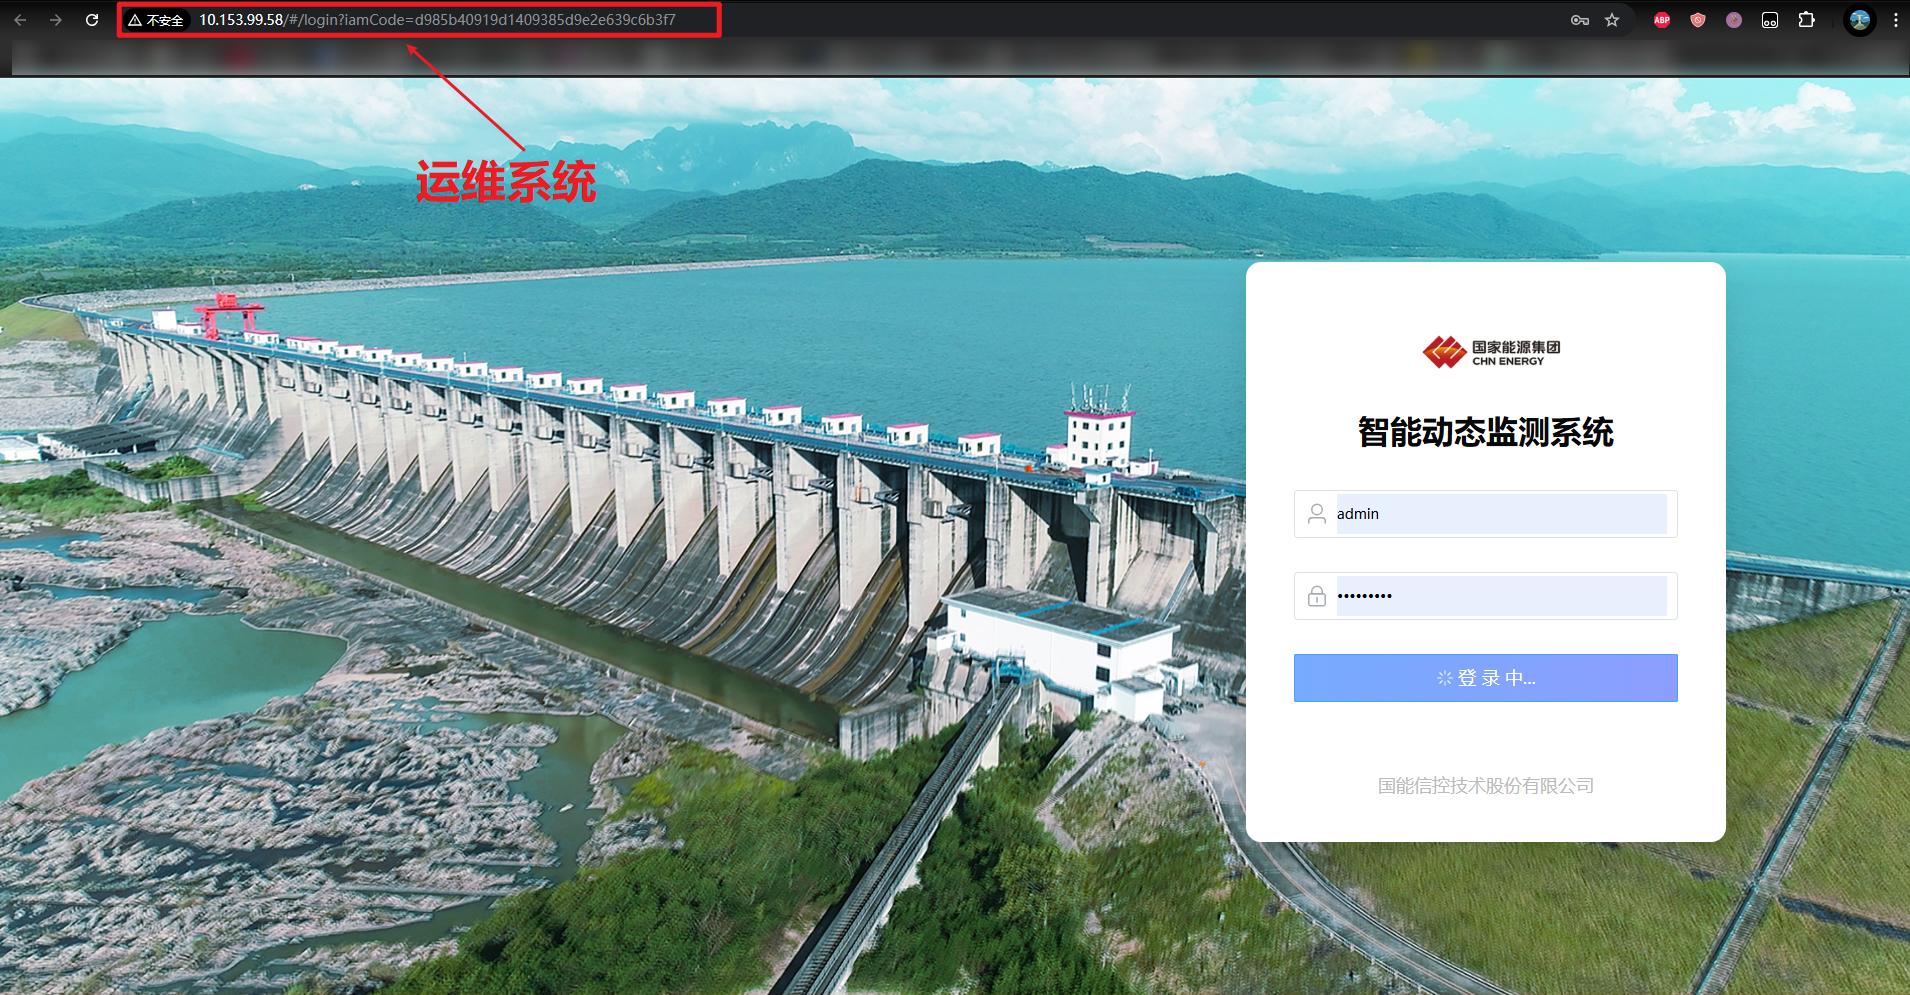 不安全 10.153.99.58/#/login?iamCode=d985b40919d1409385d9e2e639c6b3f7
ABP
运维系统
国家能源集团
CHN ENERGY
智能动态监测系统
admin
•••••••••
登 录 中...
国能信控技术股份有限公司